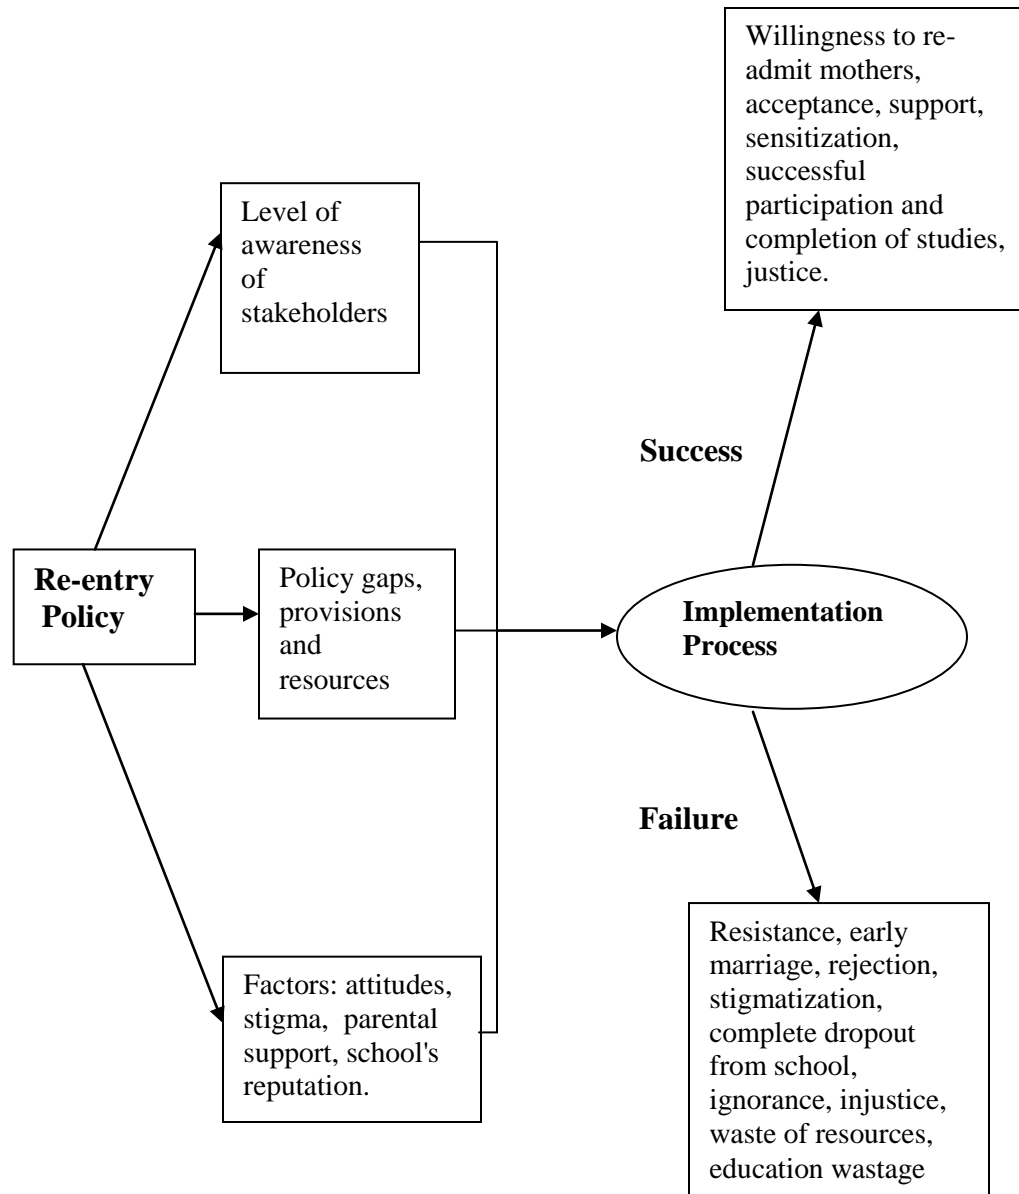 Willingness to re-
admit mothers,
acceptance, support,
sensitization,
successful
participation and
completion of studies,
justice.
Level of
awareness
of
stakeholders
Success
Re-entry
Policy
Policy gaps,
provisions
and
resources
Implementation
Process
Failure
Factors: attitudes,
stigma, parental
support, school's
reputation.
Resistance, early
marriage, rejection,
stigmatization,
complete dropout
from school,
ignorance, injustice,
waste of resources,
education wastage